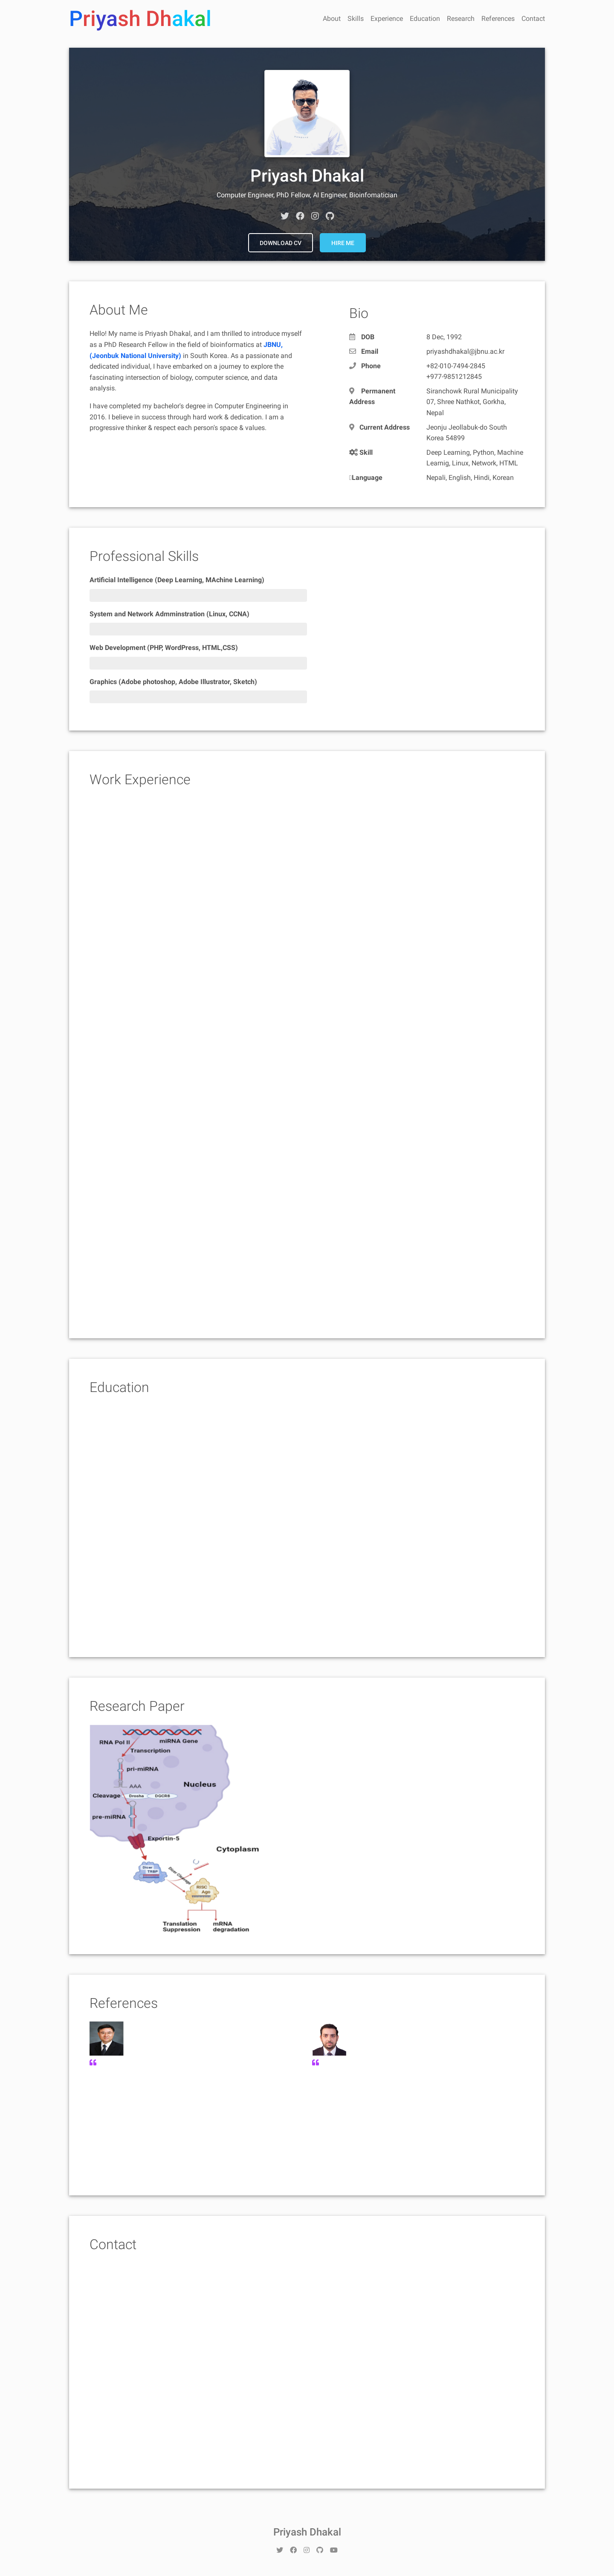 Priyash Dhakal
About Skills Experience Education Research References Contact
Priyash Dhakal
Computer Engineer, PhD Fellow, AI Engineer, Bioinfomatician
DOWNLOAD CV HIRE ME
About Me
Hello! My name is Priyash Dhakal, and I am thrilled to introduce myself
as a PhD Research Fellow in the field of bioinformatics at JBNU,
(Jeonbuk National University) in South Korea. As a passionate and
dedicated individual, I have embarked on a journey to explore the
fascinating intersection of biology, computer science, and data
analysis.
I have completed my bachelor's degree in Computer Engineering in
2016. I believe in success through hard work & dedication. I am a
progressive thinker & respect each person's space & values.
Bio
DOB 8 Dec, 1992
Email priyashdhakal@jbnu.ac.kr
Phone +82-010-7494-2845
+977-9851212845
Permanent Siranchowk Rural Municipality
Address 07, Shree Nathkot, Gorkha,
Nepal
Current Address Jeonju Jeollabuk-do South
Korea 54899
Skill Deep Learning, Python, Machine
Learnig, Linux, Network, HTML
Language Nepali, English, Hindi, Korean
Professional Skills
Artificial Intelligence (Deep Learning, MAchine Learning)
System and Network Admminstration (Linux, CCNA)
Web Development (PHP, WordPress, HTML,CSS)
Graphics (Adobe photoshop, Adobe Illustrator, Sketch)
Work Experience
Education
Research Paper
RNA Pol II miRNA Gene
Transcription
pri-miRNA
Nucleus
AAA
Cleavage Drosha DGCR8
pre-miRNA
Exportin-5
Cytoplasm
Dicer
TRBP
Dicer Cleavage
RISC
Ago
Translation mRNA
Suppression degradation
References
Contact
Priyash Dhakal